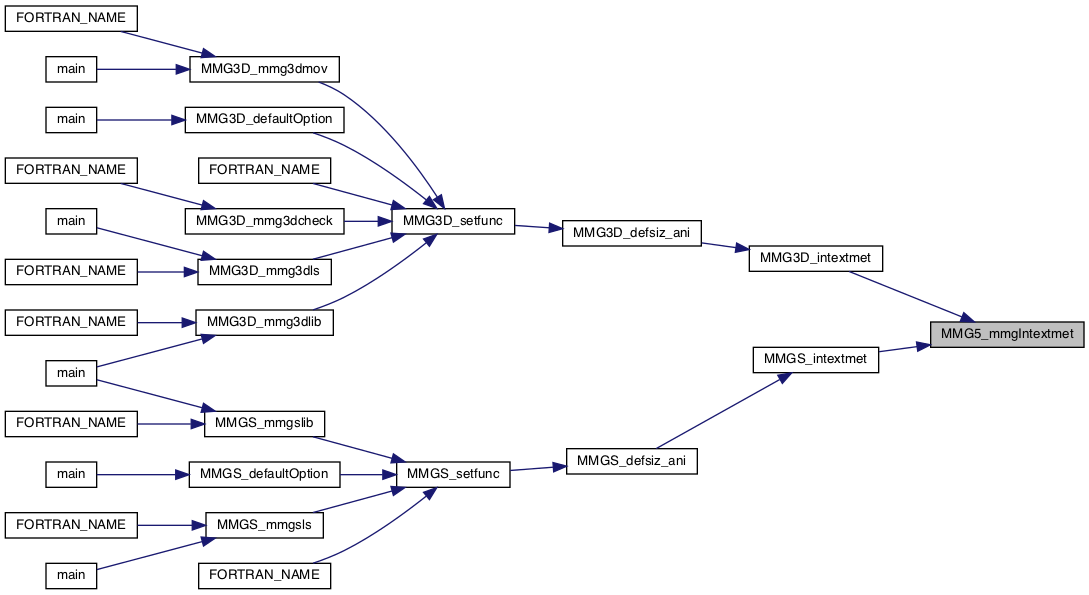 FORTRAN_NAME
main
MMG3D_mmg3dmov
main
MMG3D_defaultOption
FORTRAN_NAME
FORTRAN_NAME
main
MMG3D_mmg3dcheck
MMG3D_setfunc
MMG3D_defsiz_ani
MMG3D_intextmet
FORTRAN_NAME
MMG3D_mmg3dls
FORTRAN_NAME
MMG3D_mmg3dlib
MMG5_mmgIntextmet
main
MMGS_intextmet
FORTRAN_NAME
MMGS_mmgslib
main
MMGS_defaultOption
MMGS_setfunc
MMGS_defsiz_ani
FORTRAN_NAME
MMGS_mmgsls
main
FORTRAN_NAME